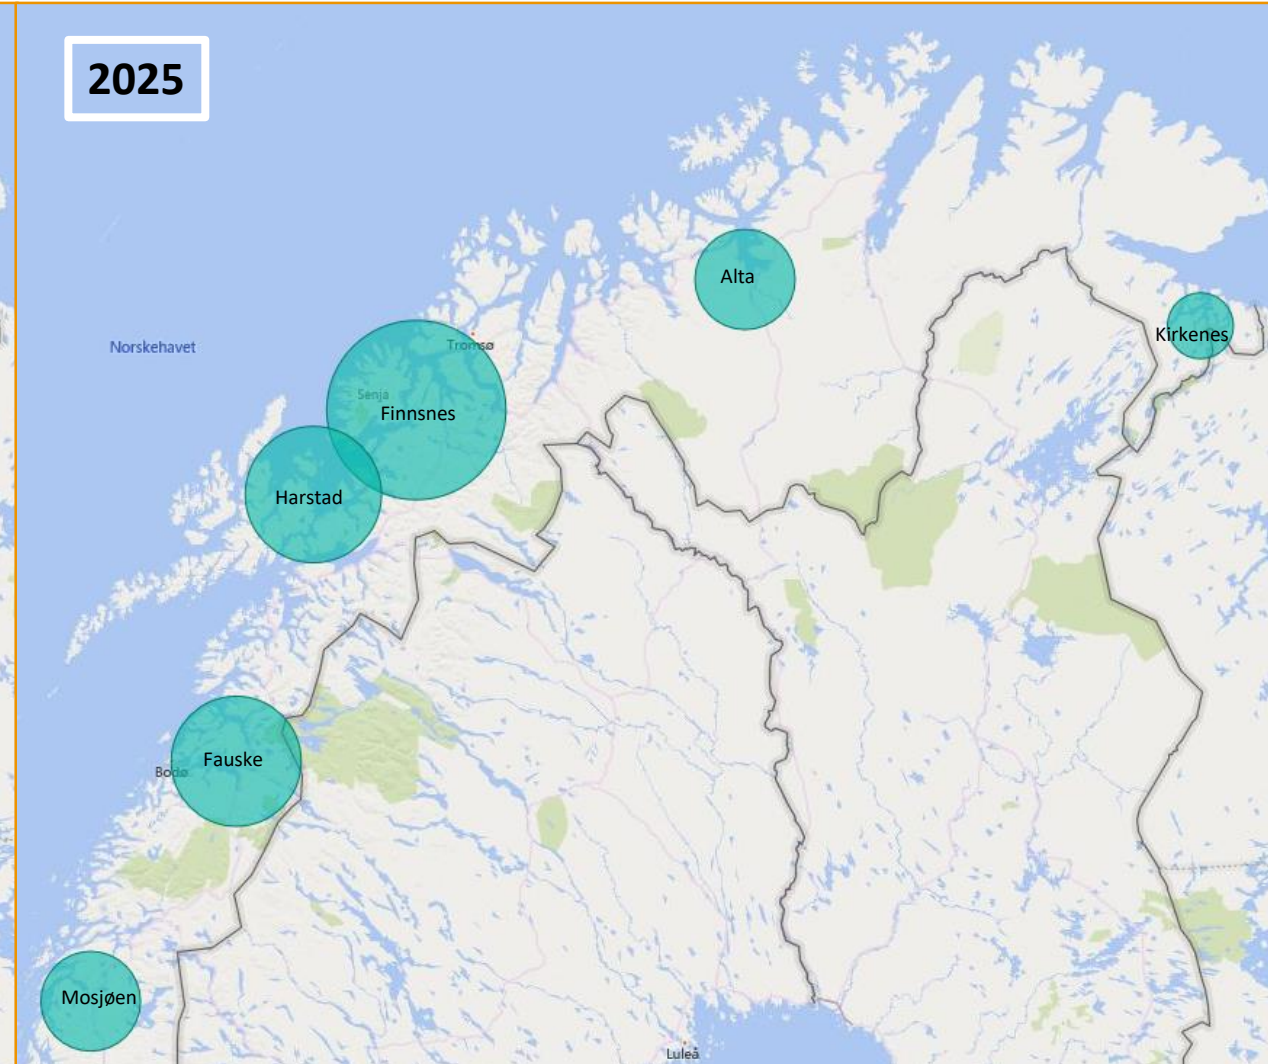 2025
Alta
Kirkenes
Norskehavet
Tromsø
Senja
Finnsnes
Harstad
Fauske
Bodø
Mosjøen
Luleå